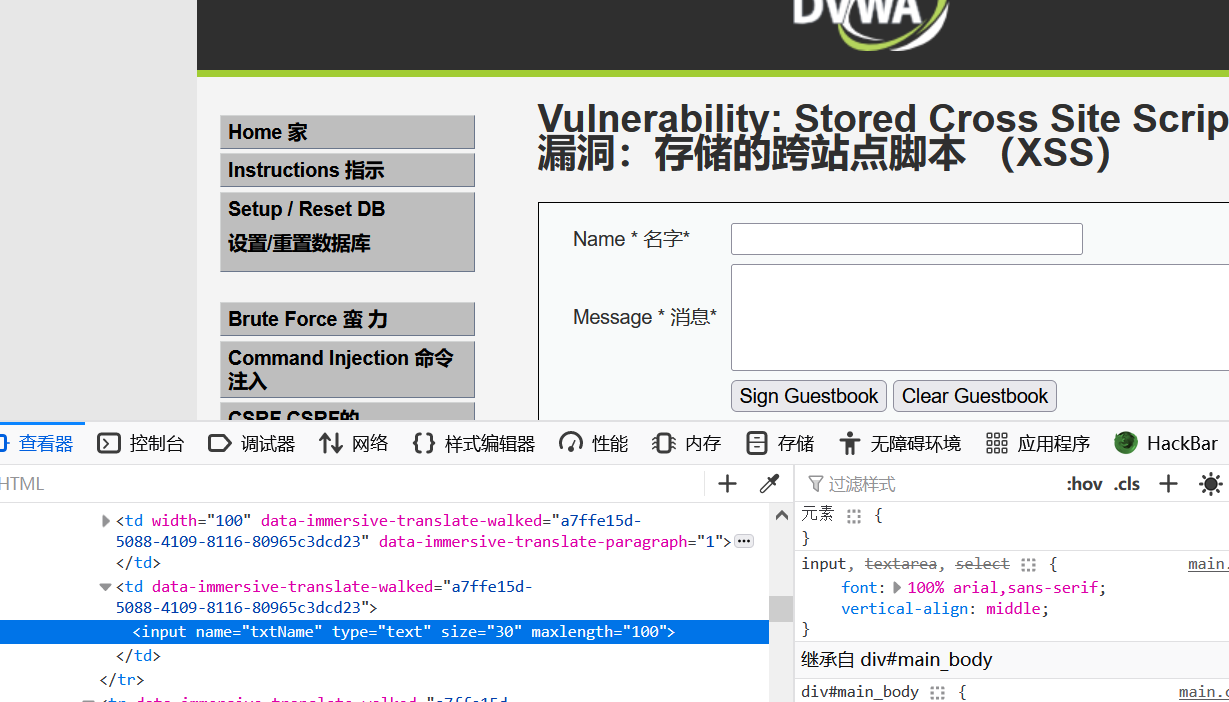 DVWA
Vulnerability: Stored Cross Site Scrip
漏洞：存储的跨站点脚本 （XSS）
Home 家
Instructions 指示
Setup / Reset DB
设置/重置数据库
Brute Force 蛮 力
Command Injection 命令
注入
CSRF CSRF的
Name * 名字*
Message * 消息*
Sign Guestbook Clear Guestbook
查看器 控制台 调试器 网络 {} 样式编辑器 性能 内存 存储 无障碍环境 应用程序 HackBar
HTML
<td width="100" data-immersive-translate-walked="a7ffe15d-
5088-4109-8116-80965c3dcd23" data-immersive-translate-paragraph="1">
</td>
<td data-immersive-translate-walked="a7ffe15d-
5088-4109-8116-80965c3dcd23">
<input name="txtName" type="text" size="30" maxlength="100">
</td>
</tr>
<tr data-immersive-translate-walked="a7ffe15d-
过滤样式 :hov .cls
元素 {
}
input, textarea, select { main.
font: 100% arial,sans-serif;
vertical-align: middle;
}
继承自 div#main_body
div#main_body { main.c